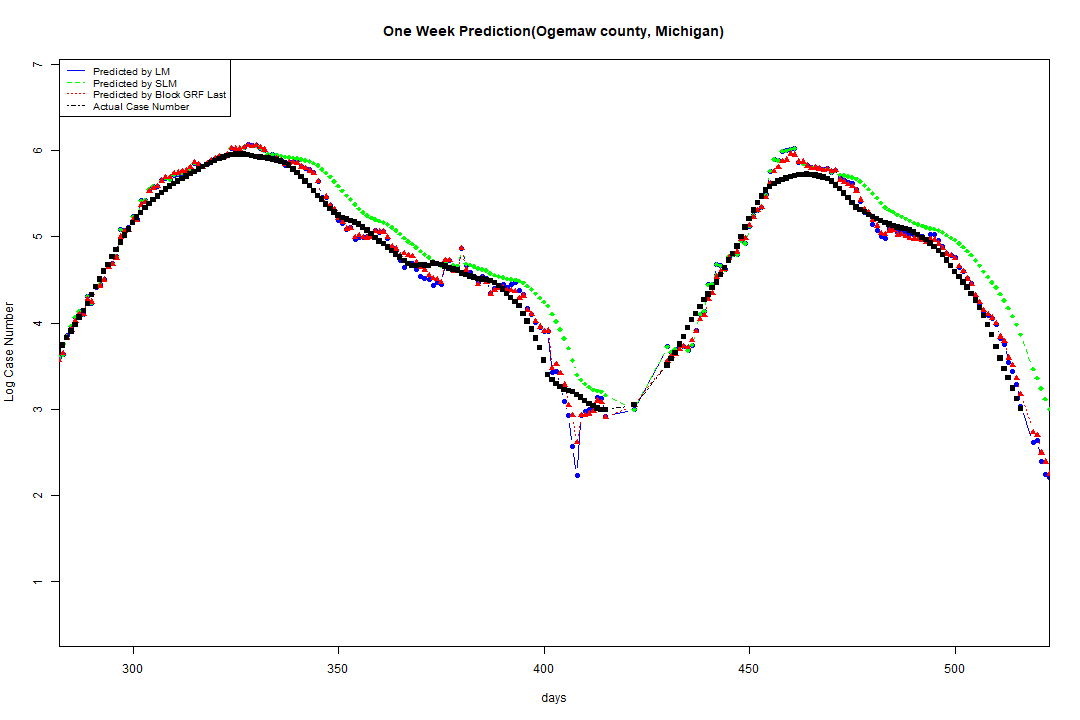 One Week Prediction(Ogemaw county, Michigan)
Predicted by LM
Predicted by SLM
Predicted by Block GRF Last
Actual Case Number
Log Case Number
7
6
5
4
3
2
1
300 350 400 450 500
days